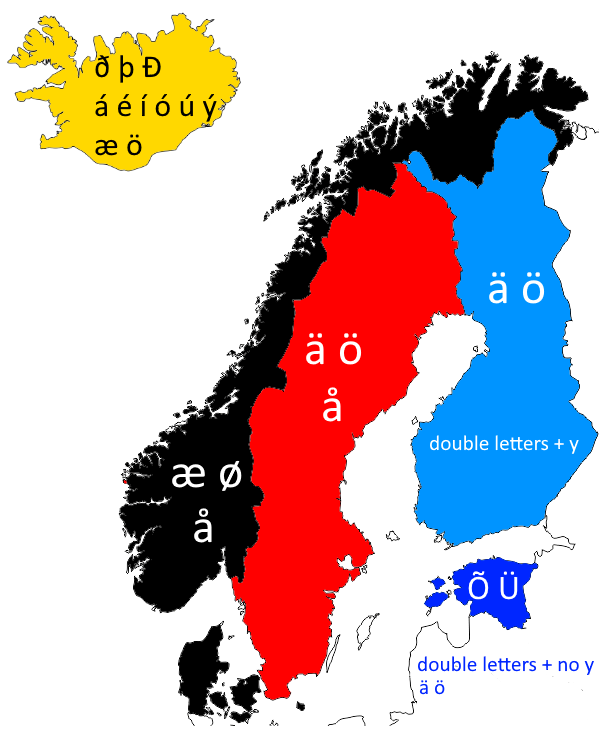 ð þ Ð
á é í ó ú ý
æ ö
ä ö
ä ö
å
double letters + y
æ ø
å
Õ Ü
double letters + no y
ä ö